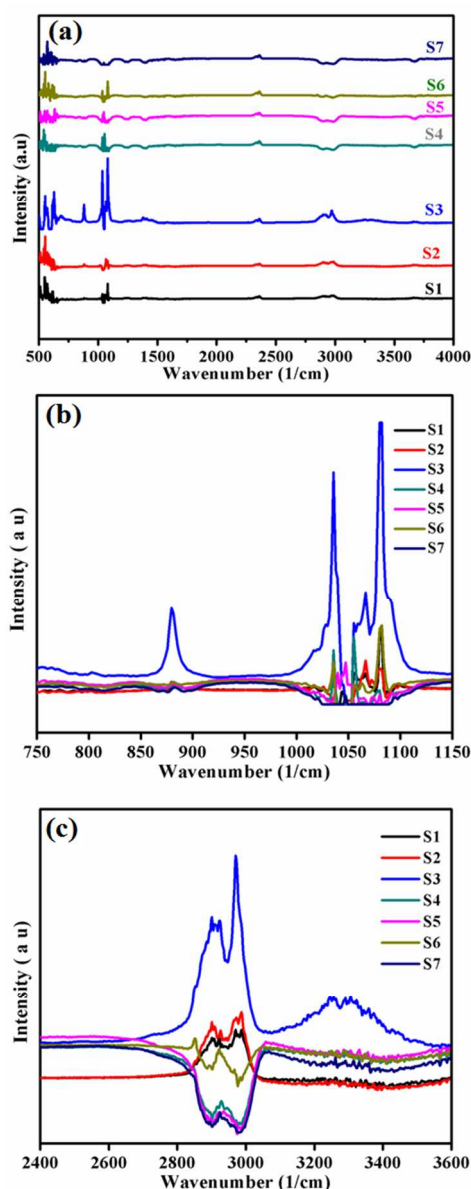 (a)
S7
S6
S5
S4
S3
S2
S1
Intensity (a.u)
500 1000 1500 2000 2500 3000 3500 4000
Wavenumber (1/cm)
(b)
S1
S2
S3
S4
S5
S6
S7
Intensity ( a u)
750 800 850 900 950 1000 1050 1100 1150
Wavenumber (1/cm)
(c)
S1
S2
S3
S4
S5
S6
S7
Intensity ( a u)
2400 2600 2800 3000 3200 3400 3600
Wavenumber (1/cm)